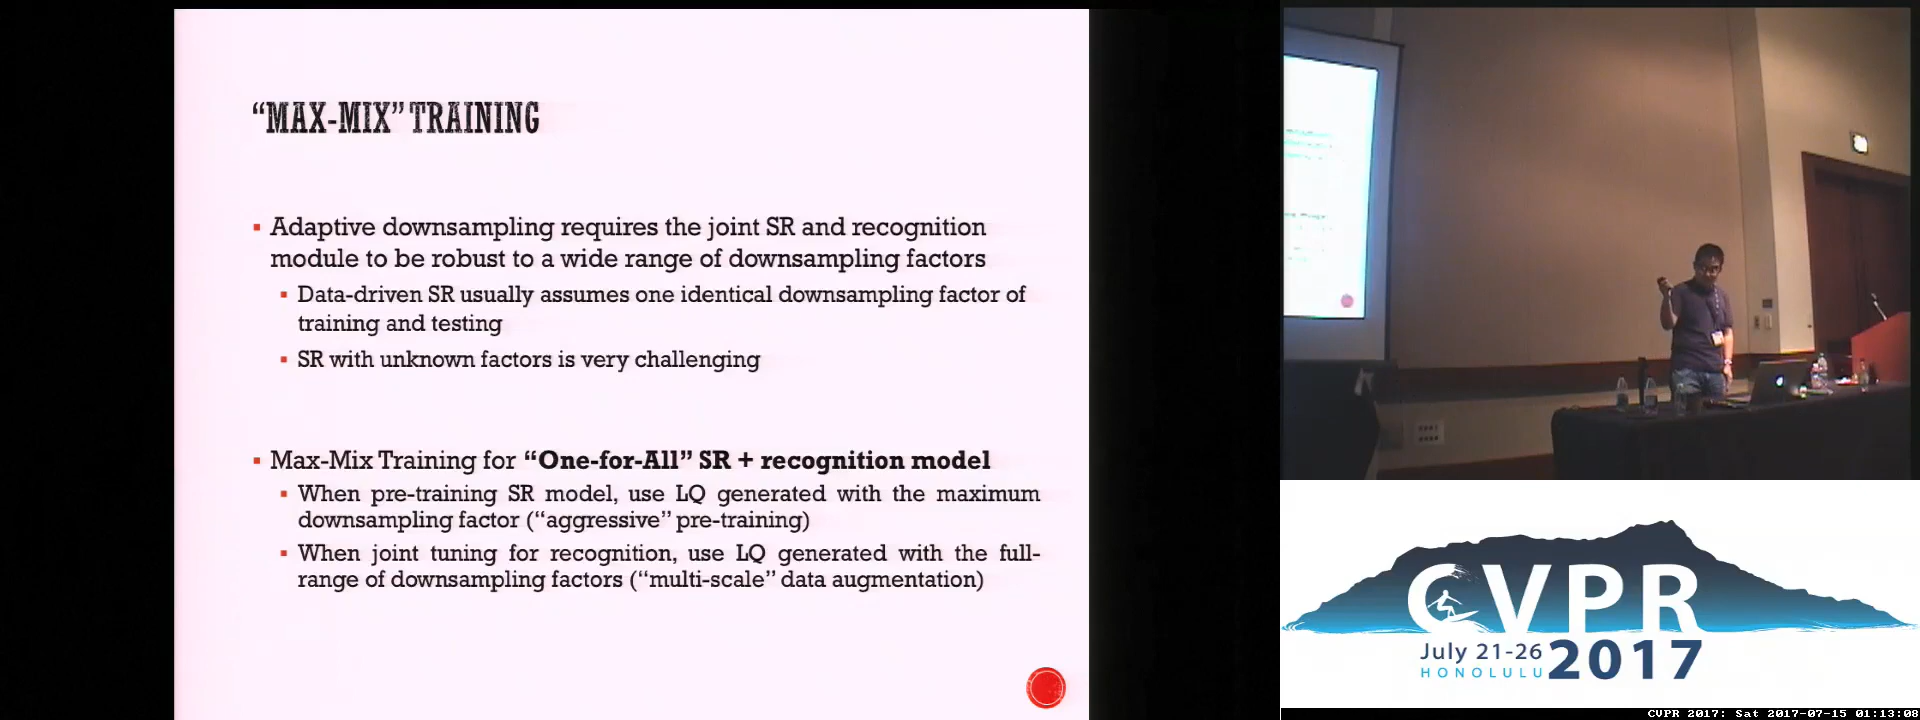 “MAX-MIX” TRAINING
▪ Adaptive downsampling requires the joint SR and recognition
module to be robust to a wide range of downsampling factors
▪ Data-driven SR usually assumes one identical downsampling factor of
training and testing
▪ SR with unknown factors is very challenging
▪ Max-Mix Training for “One-for-All” SR + recognition model
▪ When pre-training SR model, use LQ generated with the maximum
downsampling factor (“aggressive” pre-training)
▪ When joint tuning for recognition, use LQ generated with the full-
range of downsampling factors (“multi-scale” data augmentation)
CVPR
July 21-26
HONOLULU
2017
CVPR 2017: Sat 2017-07-15 01:13:08